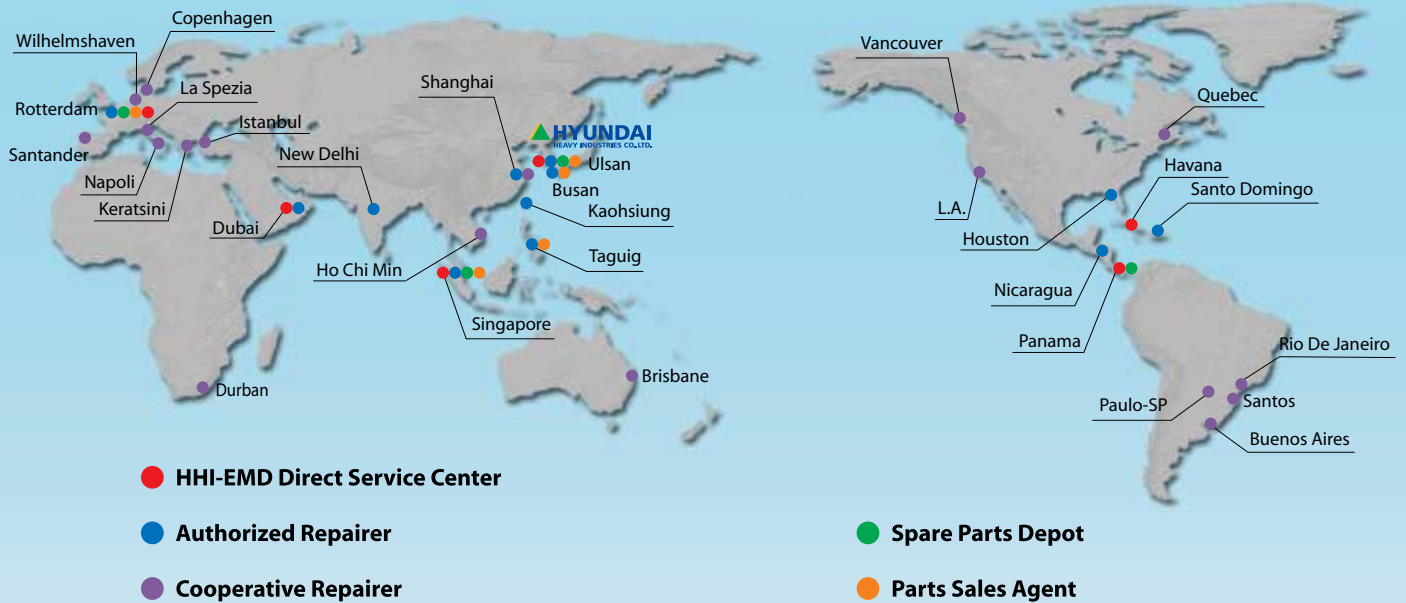 Copenhagen
Wilhelmshaven
Vancouver
Shanghai
La Spezia
Quebec
Rotterdam
Istanbul
HYUNDAI
HEAVY INDUSTRIES CO.,LTD.
Santander
New Delhi
Ulsan
Havana
Napoli
Busan
Santo Domingo
Keratsini
Kaohsiung
L.A.
Dubai
Houston
Taguig
Ho Chi Min
Nicaragua
Singapore
Panama
Rio De Janeiro
Durban
Brisbane
Paulo-SP
Santos
Buenos Aires
HHI-EMD Direct Service Center
Authorized Repairer
Spare Parts Depot
Cooperative Repairer
Parts Sales Agent